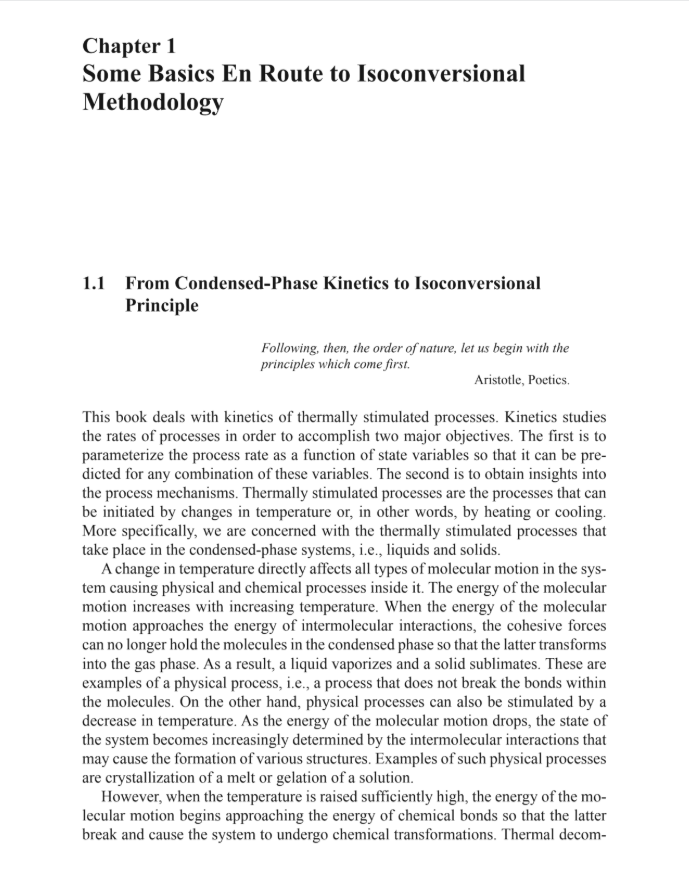 Chapter 1
Some Basics En Route to Isoconversional
Methodology
1.1 From Condensed-Phase Kinetics to Isoconversional
Principle
Following, then, the order of nature, let us begin with the
principles which come first.
Aristotle, Poetics.
This book deals with kinetics of thermally stimulated processes. Kinetics studies
the rates of processes in order to accomplish two major objectives. The first is to
parameterize the process rate as a function of state variables so that it can be pre-
dicted for any combination of these variables. The second is to obtain insights into
the process mechanisms. Thermally stimulated processes are the processes that can
be initiated by changes in temperature or, in other words, by heating or cooling.
More specifically, we are concerned with the thermally stimulated processes that
take place in the condensed-phase systems, i.e., liquids and solids.
A change in temperature directly affects all types of molecular motion in the sys-
tem causing physical and chemical processes inside it. The energy of the molecular
motion increases with increasing temperature. When the energy of the molecular
motion approaches the energy of intermolecular interactions, the cohesive forces
can no longer hold the molecules in the condensed phase so that the latter transforms
into the gas phase. As a result, a liquid vaporizes and a solid sublimates. These are
examples of a physical process, i.e., a process that does not break the bonds within
the molecules. On the other hand, physical processes can also be stimulated by a
decrease in temperature. As the energy of the molecular motion drops, the state of
the system becomes increasingly determined by the intermolecular interactions that
may cause the formation of various structures. Examples of such physical processes
are crystallization of a melt or gelation of a solution.
However, when the temperature is raised sufficiently high, the energy of the mo-
lecular motion begins approaching the energy of chemical bonds so that the latter
break and cause the system to undergo chemical transformations. Thermal decom-